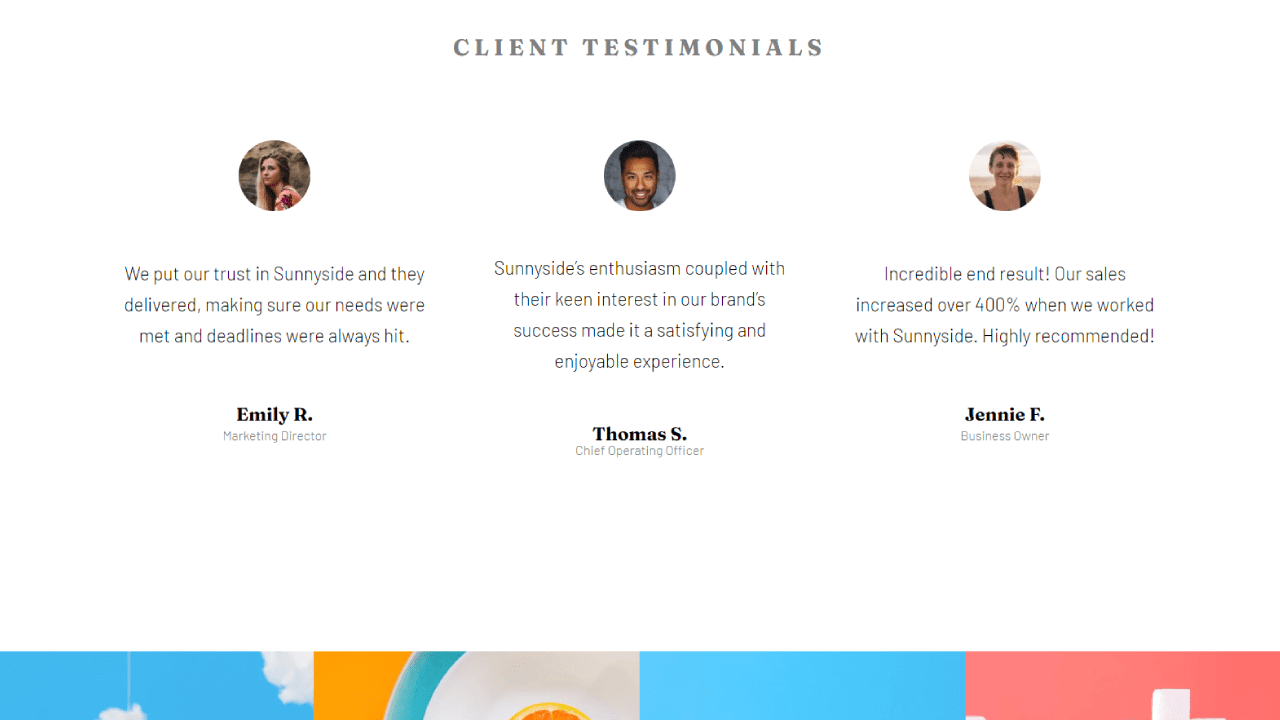 CLIENT TESTIMONIALS
We put our trust in Sunnyside and they
delivered, making sure our needs were
met and deadlines were always hit.
Emily R.
Marketing Director
Sunnyside’s enthusiasm coupled with
their keen interest in our brand’s
success made it a satisfying and
enjoyable experience.
Thomas S.
Chief Operating Officer
Incredible end result! Our sales
increased over 400% when we worked
with Sunnyside. Highly recommended!
Jennie F.
Business Owner